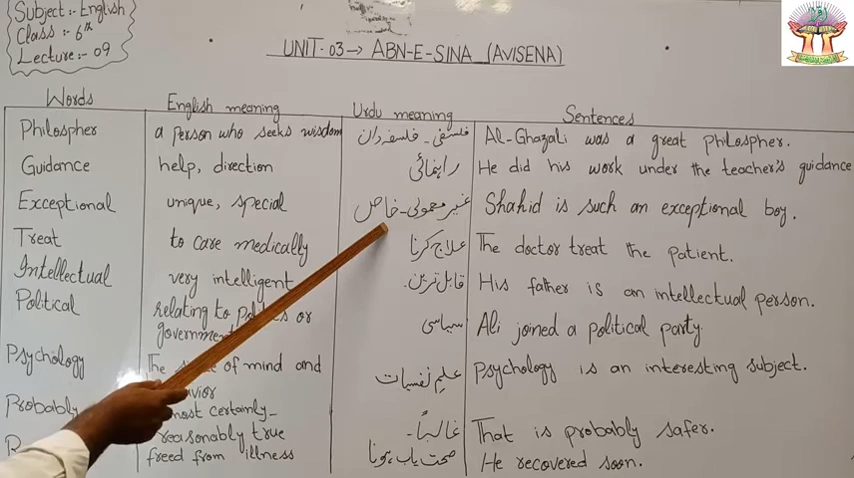 Subject:- English
Class:- 6th
Lecture:- 09
UNIT:03→ ABN-E-SINA (AVISENA)
Words English meaning Urdu meaning Sentences
Philospher a person who seeks wisdom فلسفی - فلسفہ دان Al-Ghazali was a great philospher.
Guidance help, direction راہنمائی He did his work under the teacher's guidance
Exceptional unique, special غیر معمولی - خاص Shahid is such an exceptional boy.
Treat to care medically علاج کرنا The doctor treat the patient.
Intellectual very intelligent قابل ترین۔ His father is an intellectual person.
Political relating to or سیاسی Ali joined a political party
government
Psychology The of mind and علمِ نفسیات Psychology is an interesting subject.
Probably most certainly- غالباً- That is probably safer.
reasonably true
freed from illness صحت یاب ہونا He recovered soon.